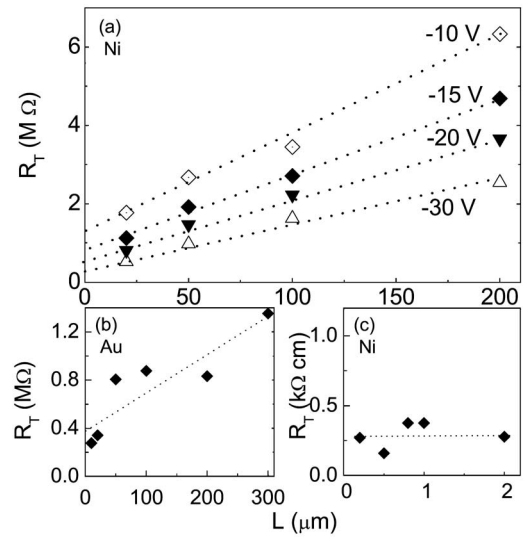 (a)
Ni
-10 V
-15 V
-20 V
-30 V
R_T (M Ω)
6
4
2
0
0 50 100 150 200
(b)
Au
R_T (MΩ)
1.2
0.8
0.4
0.0
0 100 200 300
(c)
Ni
R_T (kΩ cm)
1.0
0.5
0.0
0 1 2
L (μm)